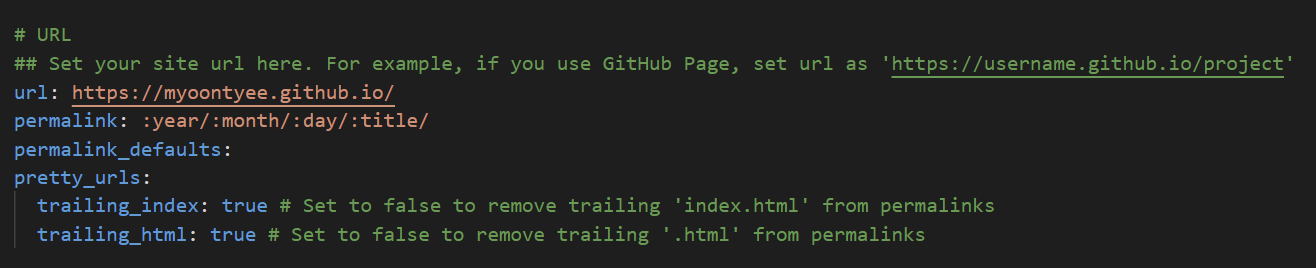 # URL
## Set your site url here. For example, if you use GitHub Page, set url as 'https://username.github.io/project'
url: https://myoontyee.github.io/
permalink: :year/:month/:day/:title/
permalink_defaults:
pretty_urls:
  trailing_index: true # Set to false to remove trailing 'index.html' from permalinks
  trailing_html: true # Set to false to remove trailing '.html' from permalinks